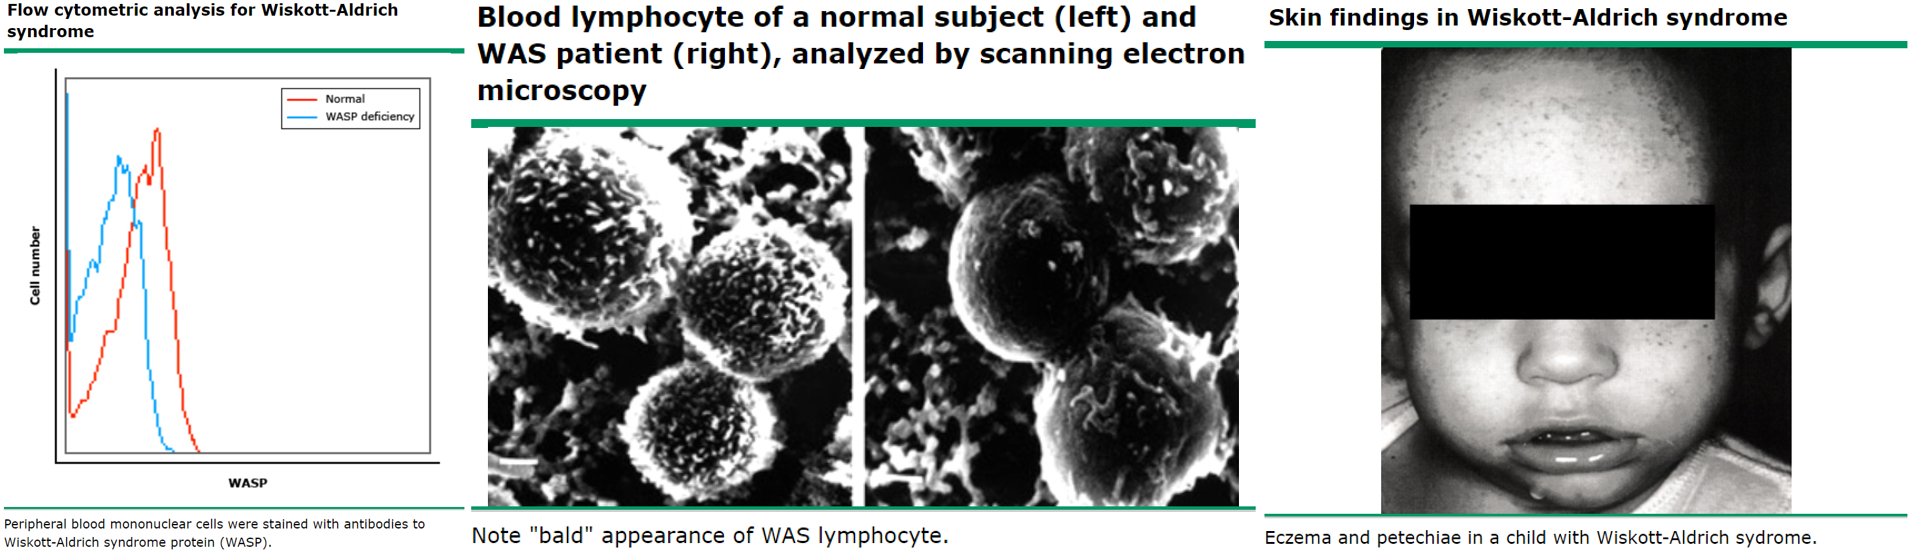 Flow cytometric analysis for Wiskott-Aldrich
syndrome
Normal
WASP deficiency
Cell number
WASP
Peripheral blood mononuclear cells were stained with antibodies to
Wiskott-Aldrich syndrome protein (WASP).
Blood lymphocyte of a normal subject (left) and
WAS patient (right), analyzed by scanning electron
microscopy
Note "bald" appearance of WAS lymphocyte.
Skin findings in Wiskott-Aldrich syndrome
Eczema and petechiae in a child with Wiskott-Aldrich sydrome.